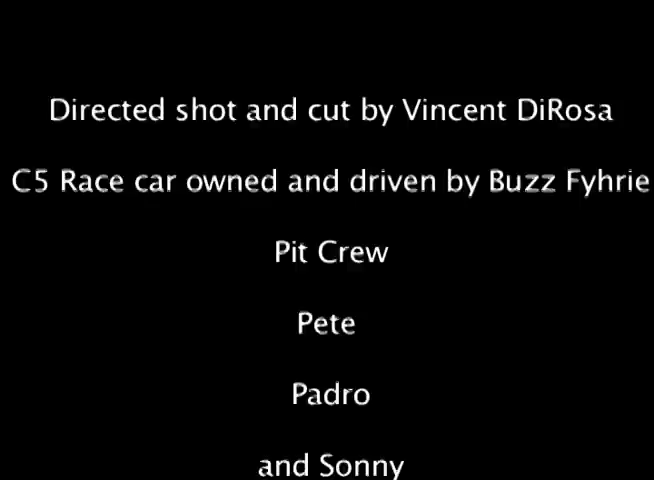 Directed shot and cut by Vincent DiRosa
C5 Race car owned and driven by Buzz Fyhrie
Pit Crew
Pete
Padro
and Sonny